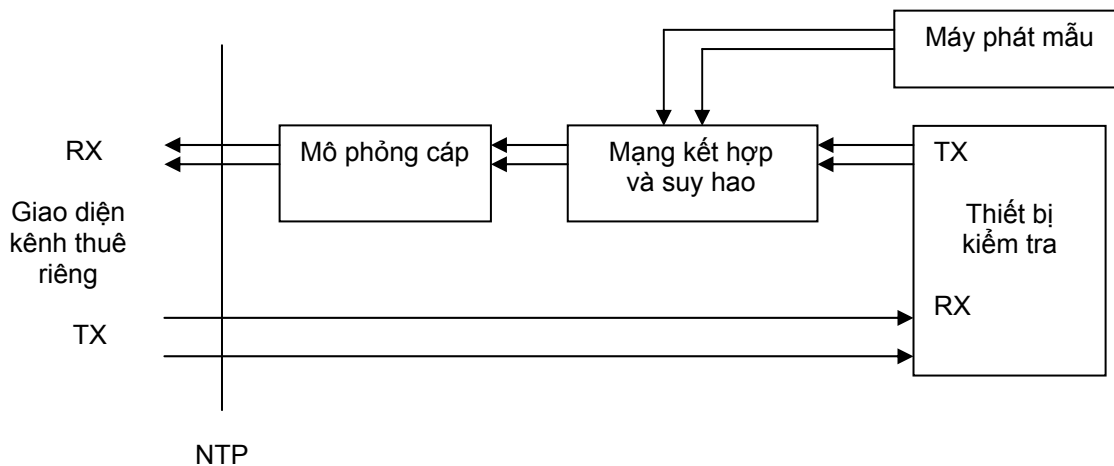 Máy phát mẫu
RX
Mô phỏng cáp
Mạng kết hợp
và suy hao
TX
Giao diện
kênh thuê
riêng
Thiết bị
kiểm tra
TX
RX
NTP